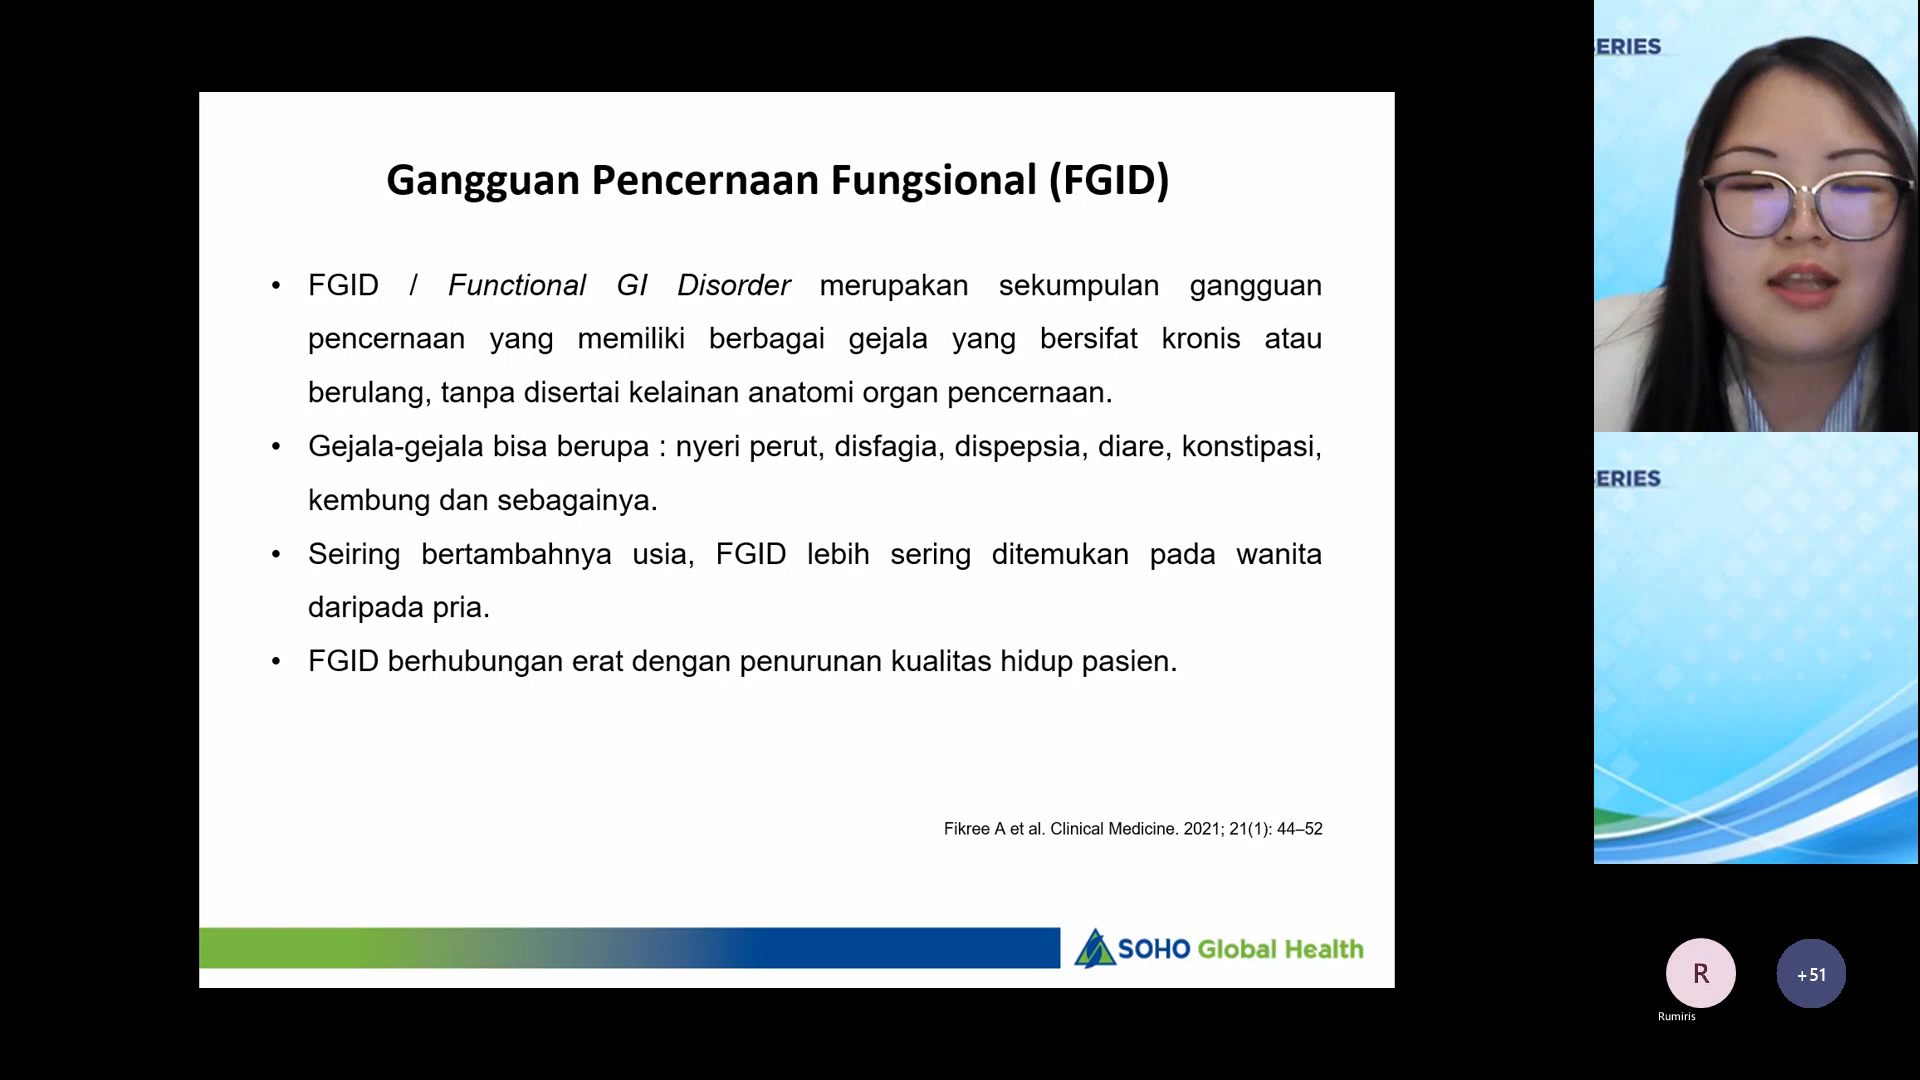 Gangguan Pencernaan Fungsional (FGID)
• FGID / Functional GI Disorder merupakan sekumpulan gangguan
pencernaan yang memiliki berbagai gejala yang bersifat kronis atau
berulang, tanpa disertai kelainan anatomi organ pencernaan.
• Gejala-gejala bisa berupa : nyeri perut, disfagia, dispepsia, diare, konstipasi,
kembung dan sebagainya.
• Seiring bertambahnya usia, FGID lebih sering ditemukan pada wanita
daripada pria.
• FGID berhubungan erat dengan penurunan kualitas hidup pasien.
Fikree A et al. Clinical Medicine. 2021; 21(1): 44–52
SOHO Global Health
ERIES
ERIES
R
Rumiris
+51